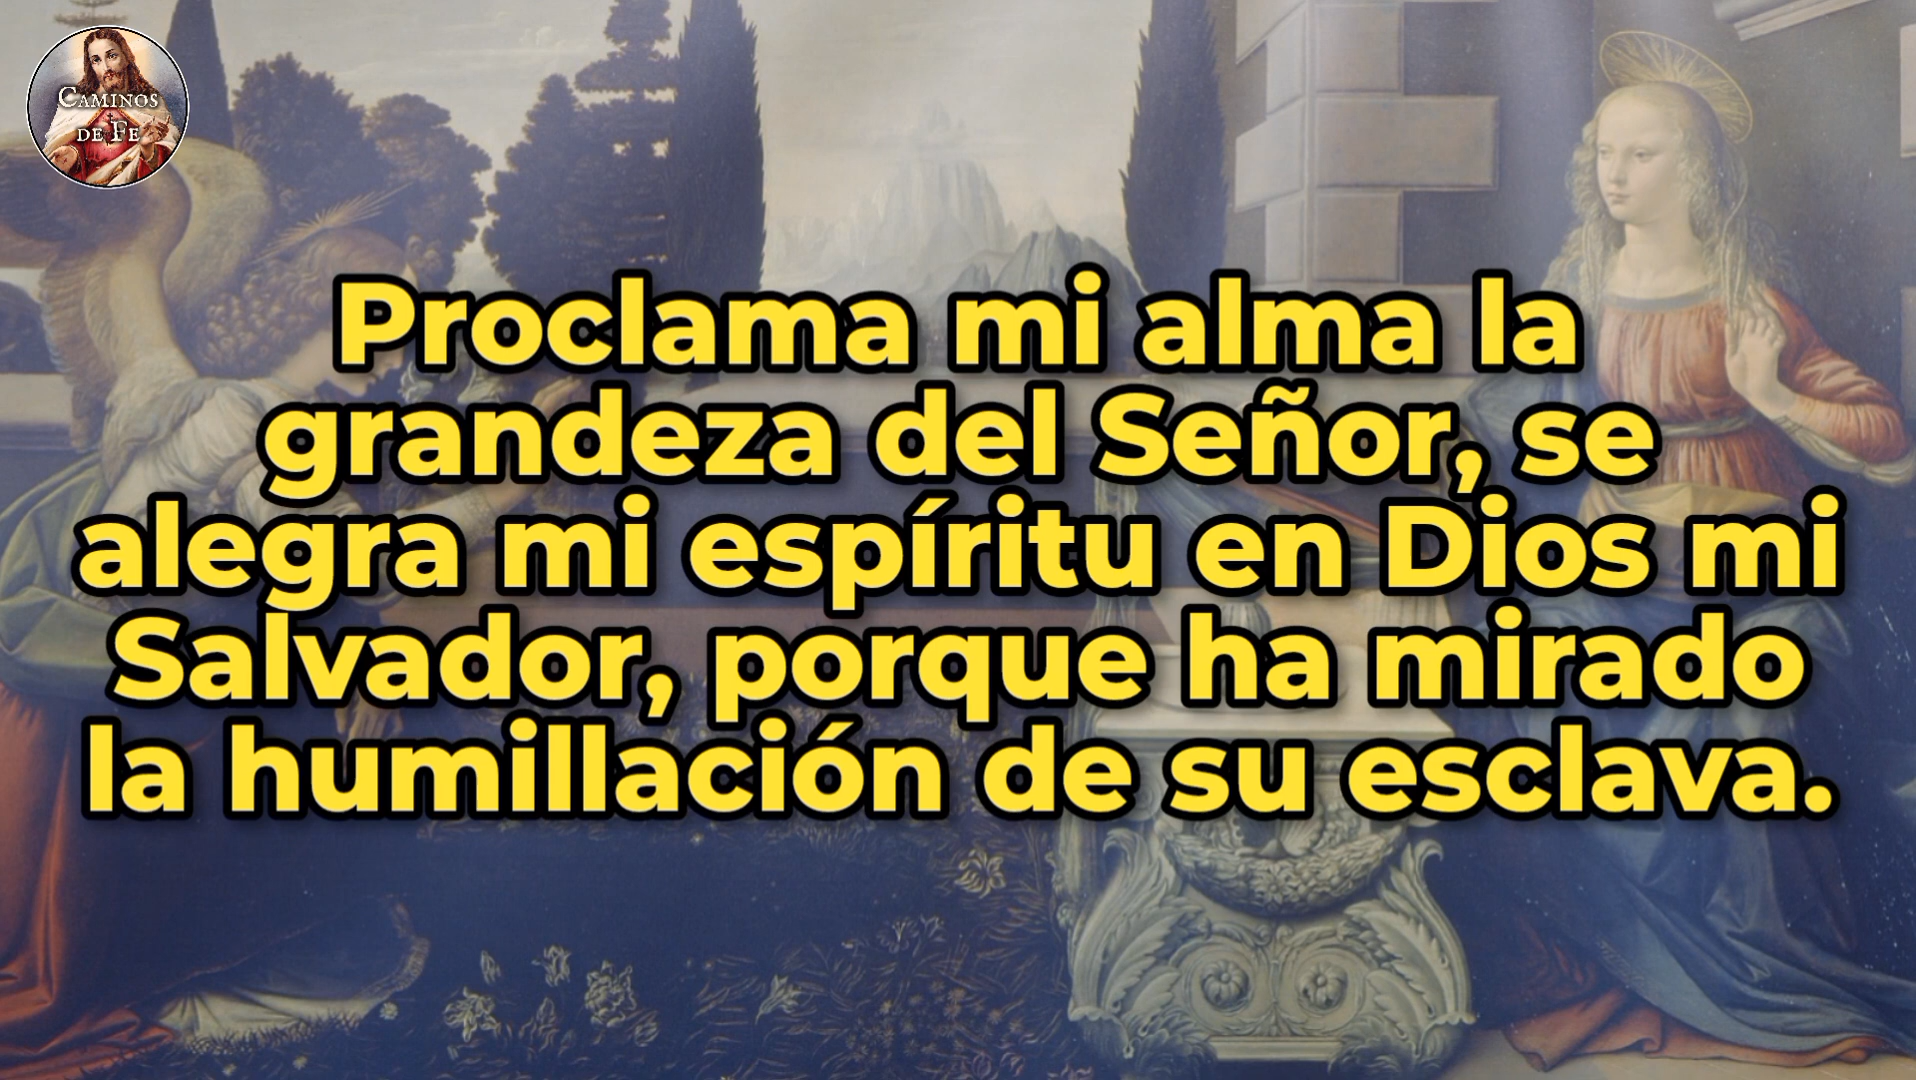 CAMINOS
DE FE
Proclama mi alma la
grandeza del Señor, se
alegra mi espíritu en Dios mi
Salvador, porque ha mirado
la humillación de su esclava.